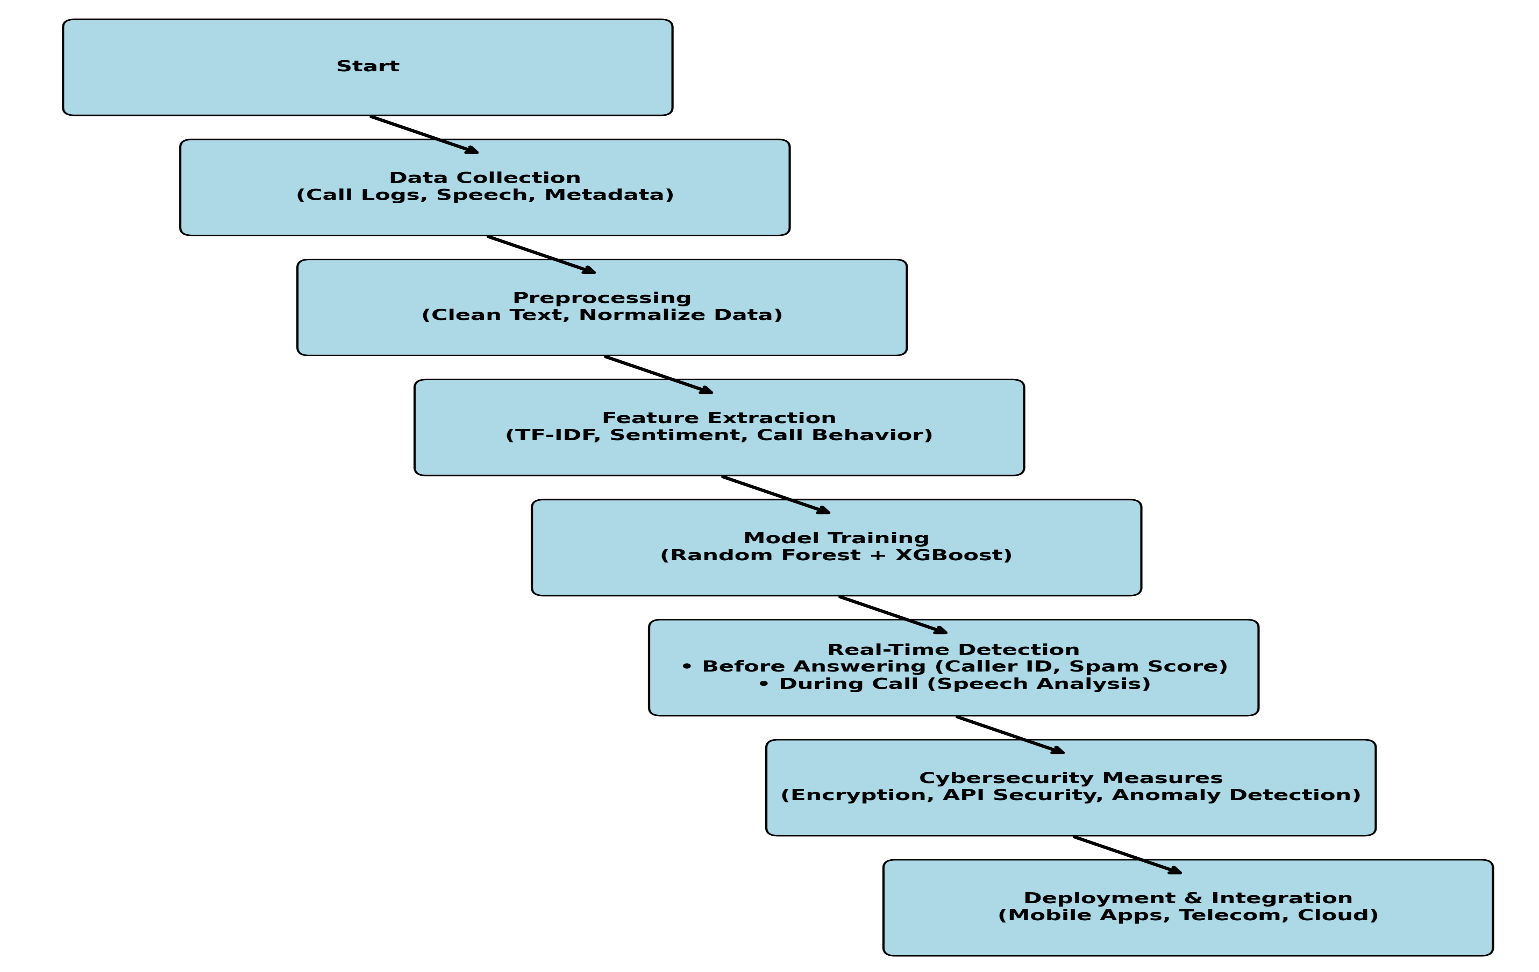 Start
Data Collection
(Call Logs, Speech, Metadata)
Preprocessing
(Clean Text, Normalize Data)
Feature Extraction
(TF-IDF, Sentiment, Call Behavior)
Model Training
(Random Forest + XGBoost)
Real-Time Detection
• Before Answering (Caller ID, Spam Score)
• During Call (Speech Analysis)
Cybersecurity Measures
(Encryption, API Security, Anomaly Detection)
Deployment & Integration
(Mobile Apps, Telecom, Cloud)